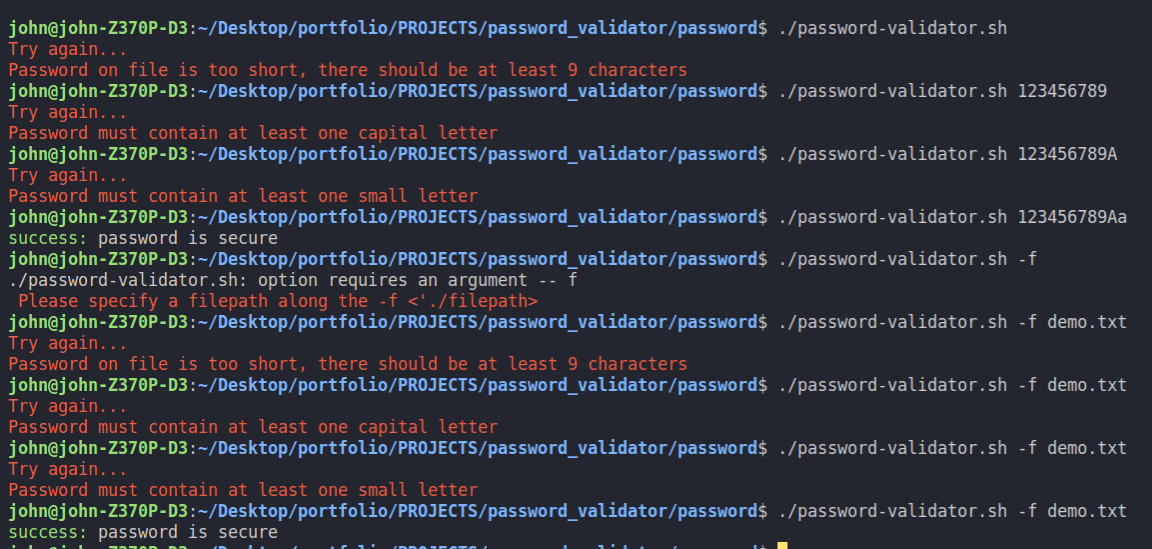 john@john-Z370P-D3:~/Desktop/portfolio/PROJECTS/password_validator/password$ ./password-validator.sh
Try again...
Password on file is too short, there should be at least 9 characters
john@john-Z370P-D3:~/Desktop/portfolio/PROJECTS/password_validator/password$ ./password-validator.sh 123456789
Try again...
Password must contain at least one capital letter
john@john-Z370P-D3:~/Desktop/portfolio/PROJECTS/password_validator/password$ ./password-validator.sh 123456789A
Try again...
Password must contain at least one small letter
john@john-Z370P-D3:~/Desktop/portfolio/PROJECTS/password_validator/password$ ./password-validator.sh 123456789Aa
success: password is secure
john@john-Z370P-D3:~/Desktop/portfolio/PROJECTS/password_validator/password$ ./password-validator.sh -f
./password-validator.sh: option requires an argument -- f
 Please specify a filepath along the -f <'./filepath>
john@john-Z370P-D3:~/Desktop/portfolio/PROJECTS/password_validator/password$ ./password-validator.sh -f demo.txt
Try again...
Password on file is too short, there should be at least 9 characters
john@john-Z370P-D3:~/Desktop/portfolio/PROJECTS/password_validator/password$ ./password-validator.sh -f demo.txt
Try again...
Password must contain at least one capital letter
john@john-Z370P-D3:~/Desktop/portfolio/PROJECTS/password_validator/password$ ./password-validator.sh -f demo.txt
Try again...
Password must contain at least one small letter
john@john-Z370P-D3:~/Desktop/portfolio/PROJECTS/password_validator/password$ ./password-validator.sh -f demo.txt
success: password is secure
john@john-Z370P-D3:~/Desktop/portfolio/PROJECTS/password_validator/password$